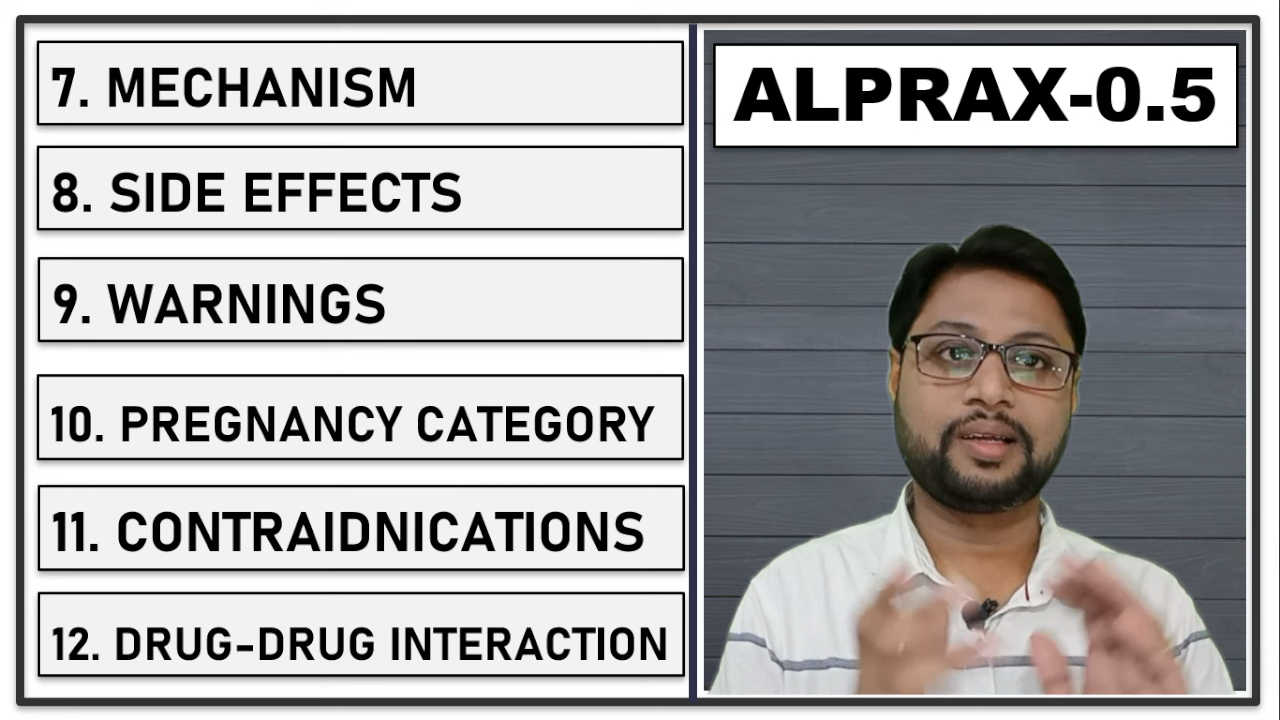 7. MECHANISM
8. SIDE EFFECTS
9. WARNINGS
10. PREGNANCY CATEGORY
11. CONTRAIDNICATIONS
12. DRUG-DRUG INTERACTION
ALPRAX-0.5